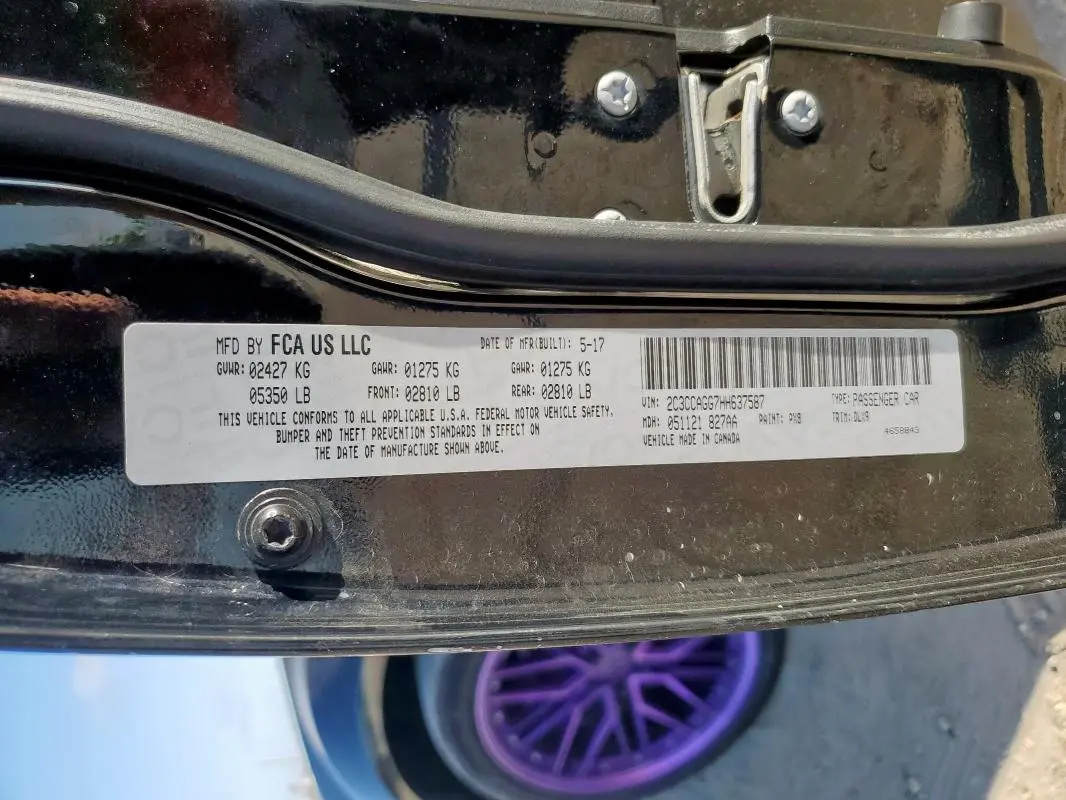 MFD BY FCA US LLC DATE OF MFR(BUILT): 5-17
GVWR: 02427 KG GAWR: 01275 KG GAWR: 01275 KG
05350 LB FRONT: 02810 LB REAR: 02810 LB
THIS VEHICLE CONFORMS TO ALL APPLICABLE U.S.A. FEDERAL MOTOR VEHICLE SAFETY,
BUMPER AND THEFT PREVENTION STANDARDS IN EFFECT ON
THE DATE OF MANUFACTURE SHOWN ABOVE.
VIN: 2C3CCAGG7HH637587 TYPE: PASSENGER CAR
MDH: 051121 827AA PAINT: PX8 TRIM: DLX9
VEHICLE MADE IN CANADA 4658843